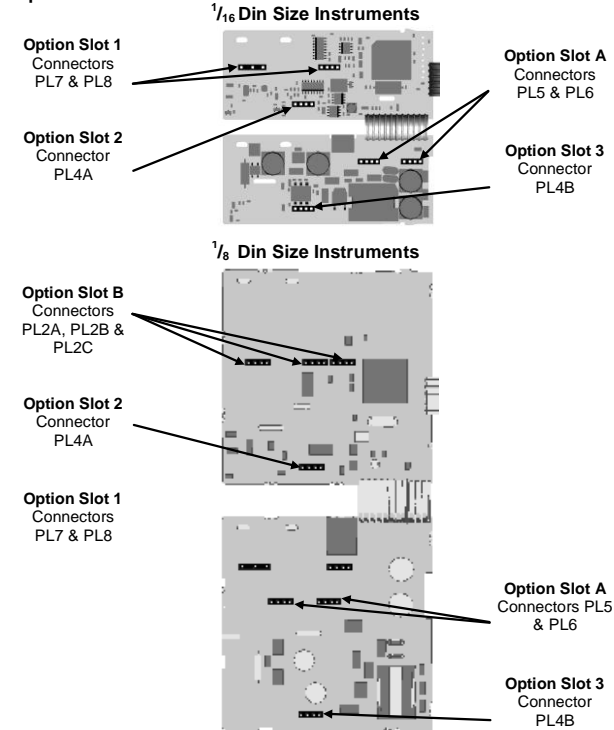 1/16 Din Size Instruments
Option Slot 1
Connectors
PL7 & PL8
Option Slot 2
Connector
PL4A
Option Slot A
Connectors
PL5 & PL6
Option Slot 3
Connector
PL4B
1/8 Din Size Instruments
Option Slot B
Connectors
PL2A, PL2B &
PL2C
Option Slot 2
Connector
PL4A
Option Slot 1
Connectors
PL7 & PL8
Option Slot A
Connectors PL5
& PL6
Option Slot 3
Connector
PL4B